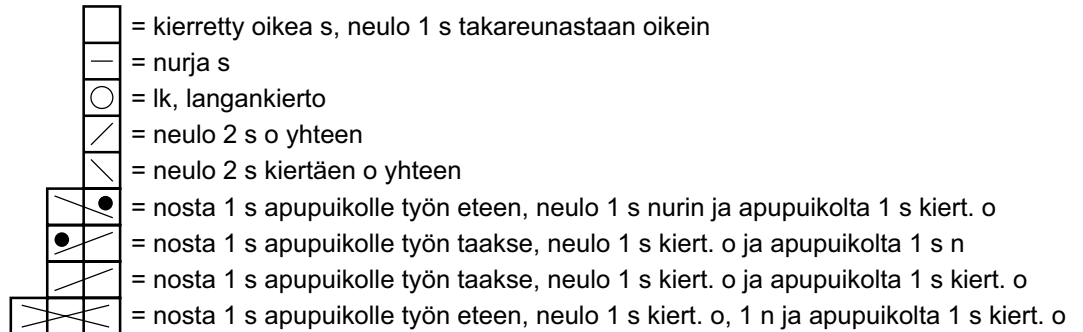 = kierretty oikea s, neulo 1 s takareunastaan oikein
= nurja s
= lk, langankierto
= neulo 2 s o yhteen
= neulo 2 s kiertäen o yhteen
= nosta 1 s apupuikolle työn eteen, neulo 1 s nurin ja apupuikolta 1 s kiert. o
= nosta 1 s apupuikolle työn taakse, neulo 1 s kiert. o ja apupuikolta 1 s n
= nosta 1 s apupuikolle työn taakse, neulo 1 s kiert. o ja apupuikolta 1 s kiert. o
= nosta 1 s apupuikolle työn eteen, neulo 1 s kiert. o, 1 n ja apupuikolta 1 s kiert. o